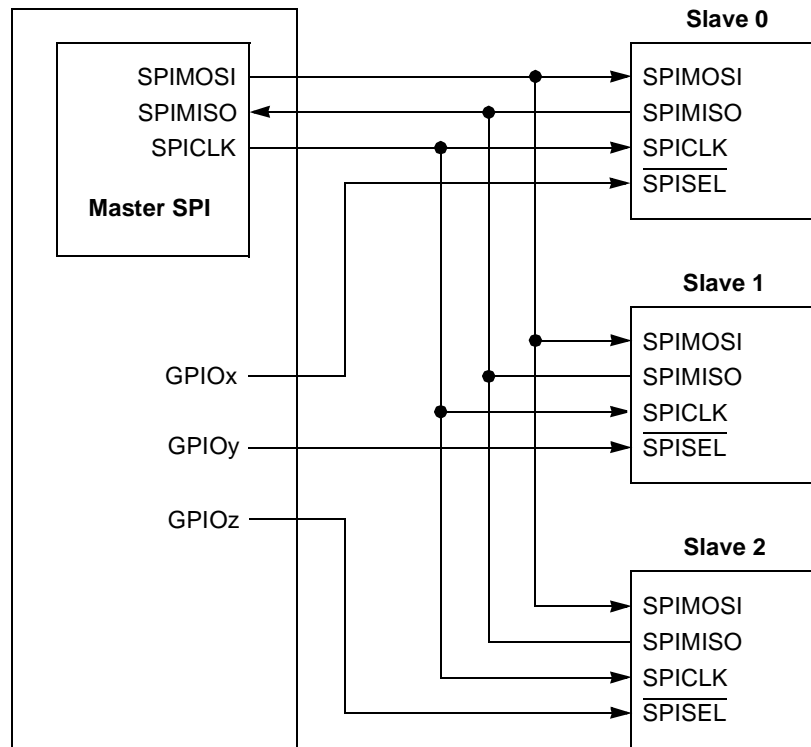 Slave 0
SPIMOSI
SPIMISO
SPICLK
Master SPI
SPIMOSI
SPIMISO
SPICLK
SPISEL
Slave 1
SPIMOSI
SPIMISO
SPICLK
SPISEL
GPIOx
GPIOy
GPIOz
Slave 2
SPIMOSI
SPIMISO
SPICLK
SPISEL